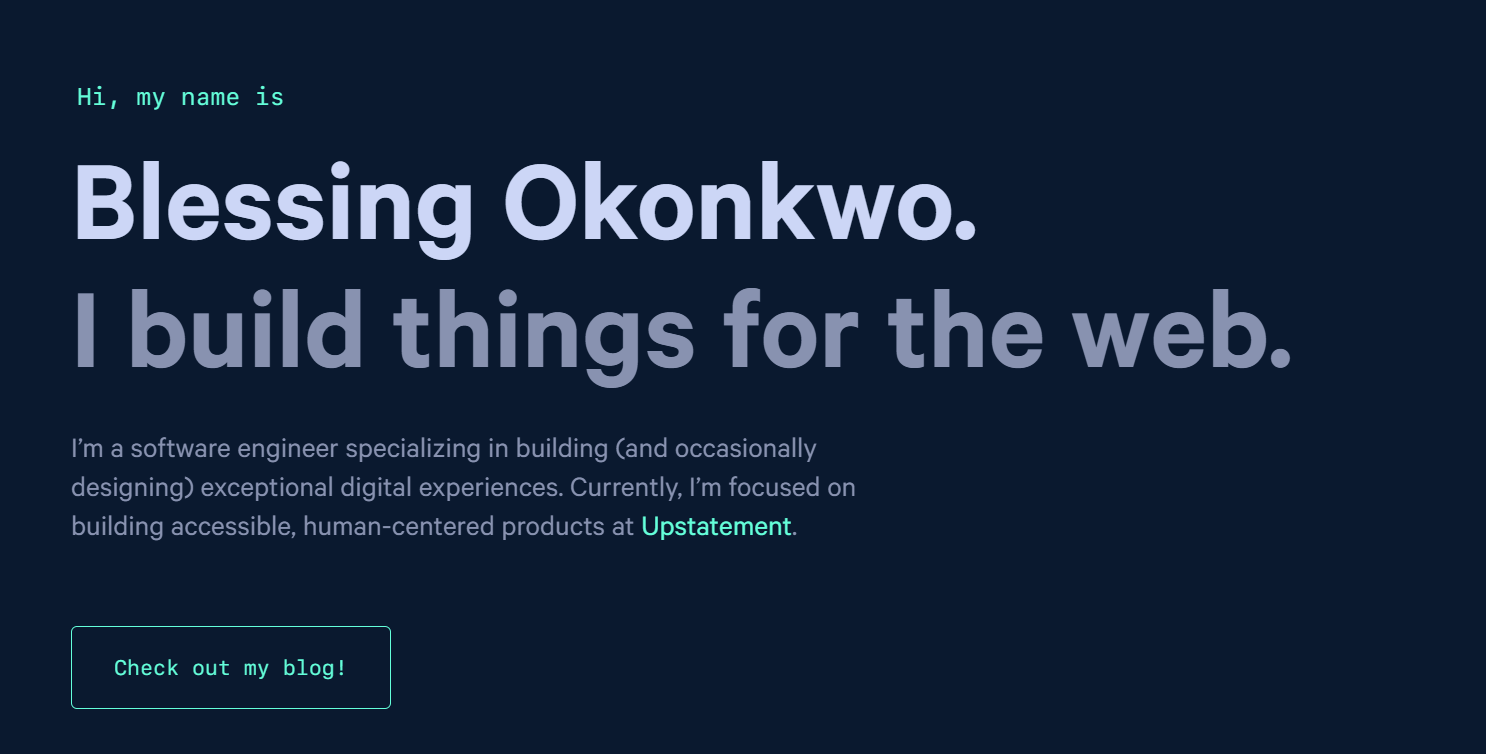 Hi, my name is
Blessing Okonkwo.
I build things for the web.
I’m a software engineer specializing in building (and occasionally
designing) exceptional digital experiences. Currently, I’m focused on
building accessible, human-centered products at Upstatement.
Check out my blog!